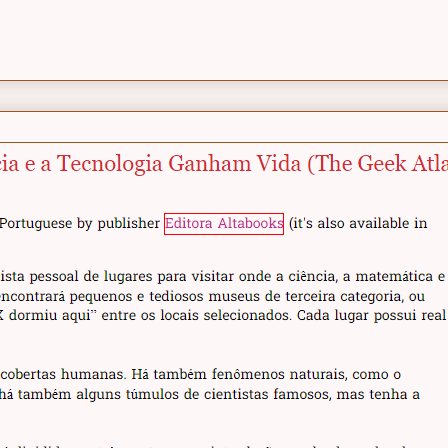 cia e a Tecnologia Ganham Vida (The Geek Atla
Portuguese by publisher Editora Altabooks (it's also available in
ista pessoal de lugares para visitar onde a ciência, a matemática e
encontrará pequenos e tediosos museus de terceira categoria, ou
X dormiu aqui” entre os locais selecionados. Cada lugar possui real
cobertas humanas. Há também fenômenos naturais, como o
há também alguns túmulos de cientistas famosos, mas tenha a